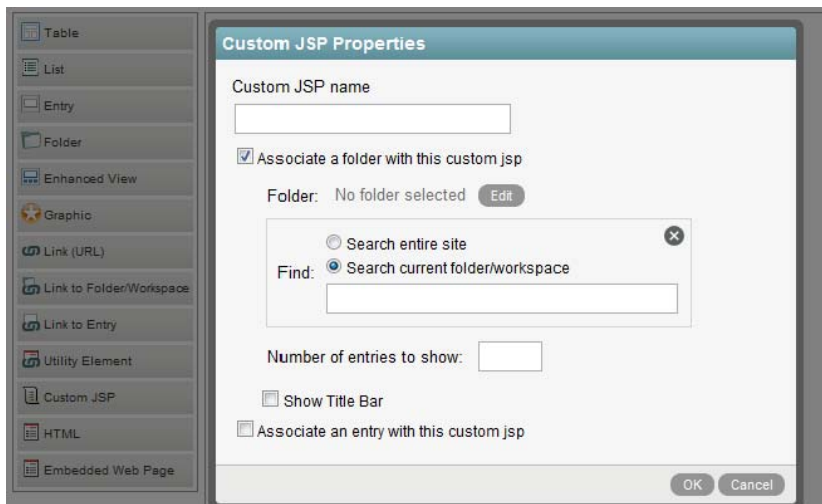 Table
List
Entry
Folder
Enhanced View
Graphic
Link (URL)
Link to Folder/Workspace
Link to Entry
Utility Element
Custom JSP
HTML
Embedded Web Page
Custom JSP Properties
Custom JSP name
Associate a folder with this custom jsp
Folder: No folder selected Edit
Search entire site
Find: Search current folder/workspace
Number of entries to show:
Show Title Bar
Associate an entry with this custom jsp
OK Cancel